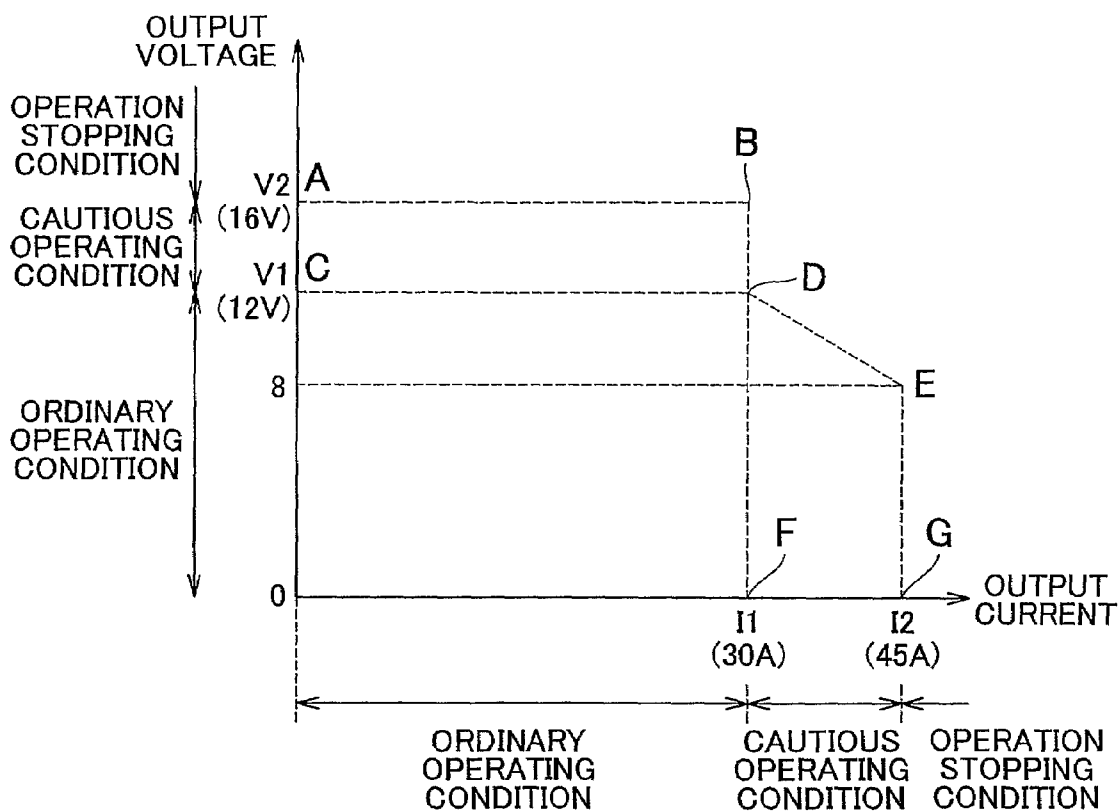 OUTPUT
VOLTAGE
OPERATION
STOPPING
CONDITION
B
V2 A
(16V)
CAUTIOUS
OPERATING
CONDITION
V1 C
(12V)
D
8
E
ORDINARY
OPERATING
CONDITION
F
G
0
OUTPUT
CURRENT
I1
(30A)
I2
(45A)
ORDINARY
OPERATING
CONDITION
CAUTIOUS
OPERATING
CONDITION
OPERATION
STOPPING
CONDITION